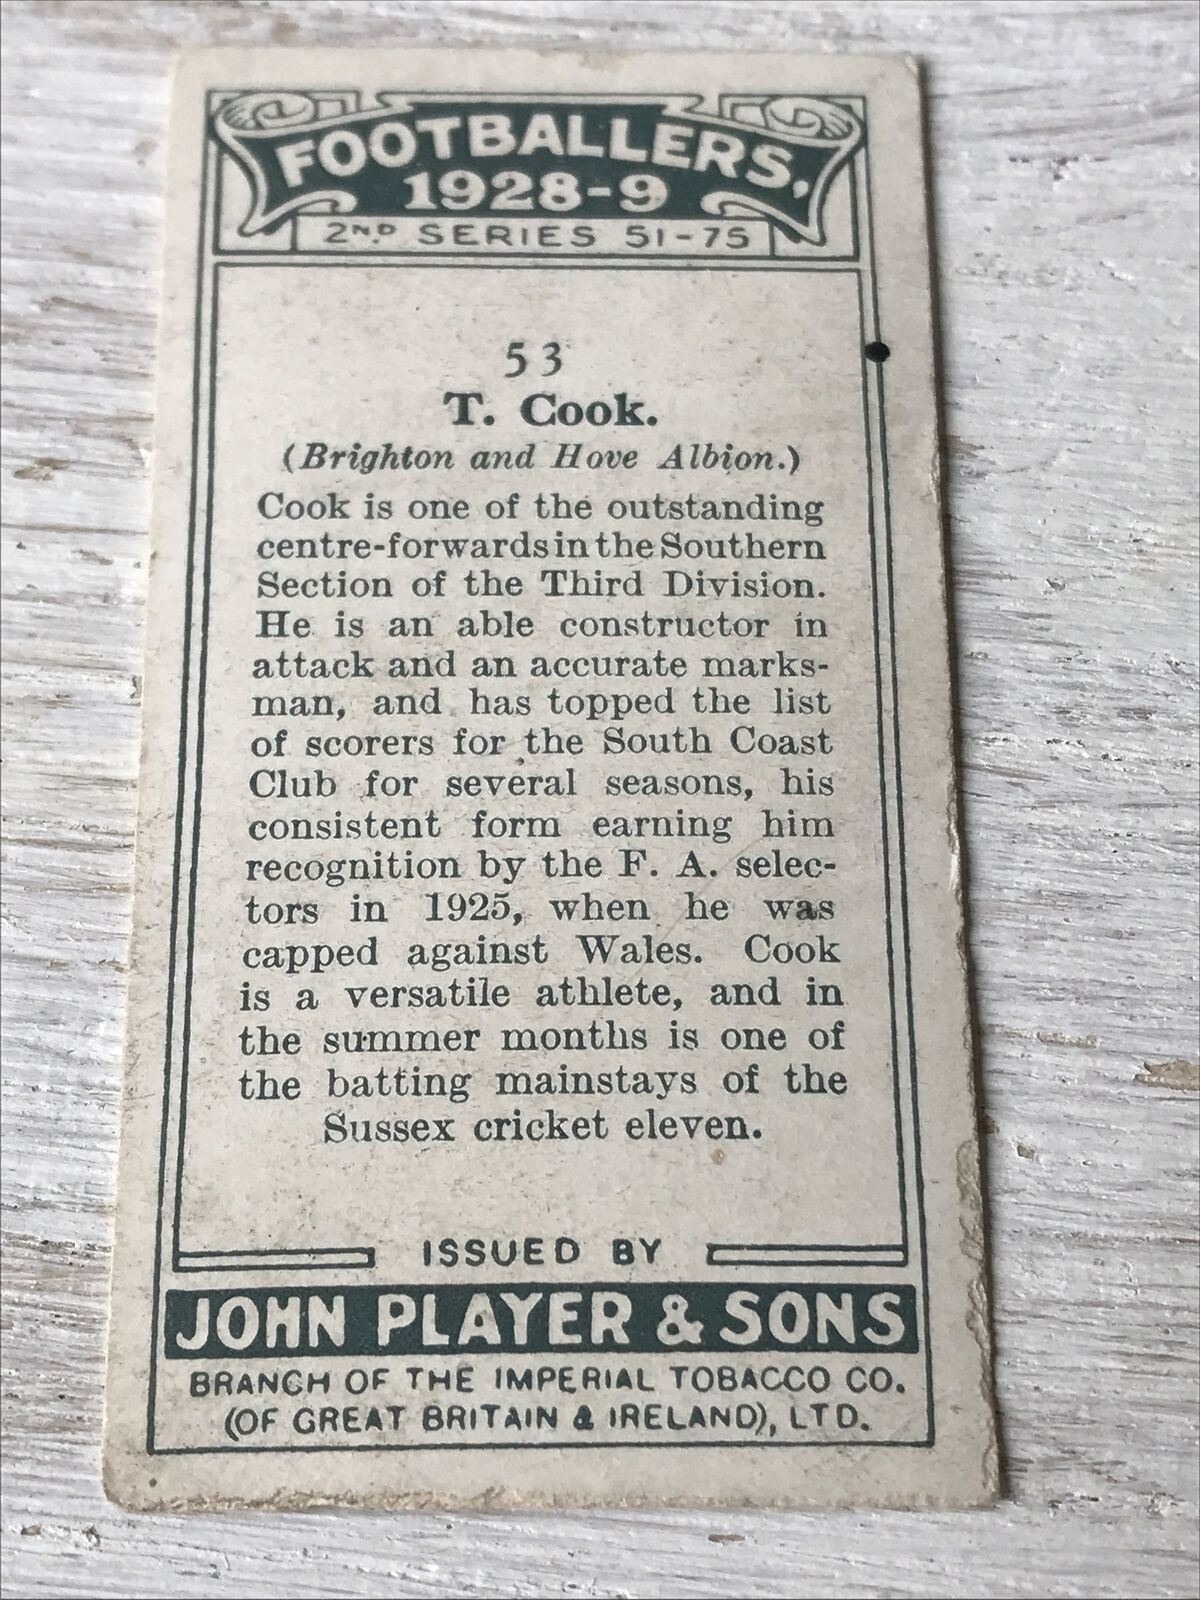 FOOTBALLERS,
1928-9
2ND SERIES 51-75
53
T. Cook.
(Brighton and Hove Albion.)
Cook is one of the outstanding
centre-forwards in the Southern
Section of the Third Division.
He is an able constructor in
attack and an accurate marks-
man, and has topped the list
of scorers for the South Coast
Club for several seasons, his
consistent form earning him
recognition by the F. A. selec-
tors in 1925, when he was
capped against Wales. Cook
is a versatile athlete, and in
the summer months is one of
the batting mainstays of the
Sussex cricket eleven.
ISSUED BY
JOHN PLAYER & SONS
BRANCH OF THE IMPERIAL TOBACCO CO.
(OF GREAT BRITAIN & IRELAND), LTD.